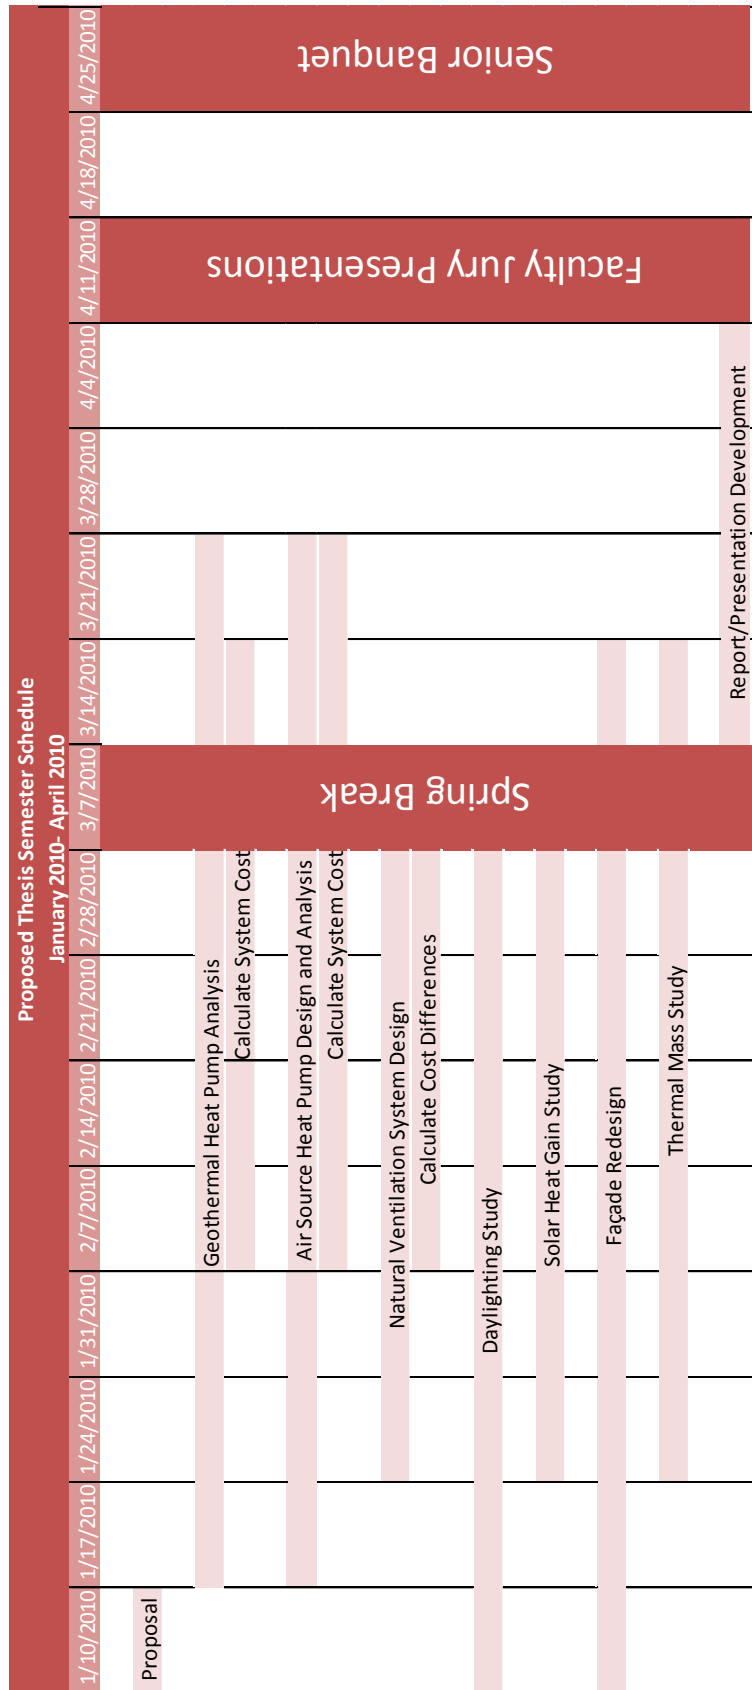 Proposed Thesis Semester Schedule
January 2010- April 2010
1/10/2010
1/17/2010
1/24/2010
1/31/2010
2/7/2010
2/14/2010
2/21/2010
2/28/2010
3/7/2010
3/14/2010
3/21/2010
3/28/2010
4/4/2010
4/11/2010
4/18/2010
4/25/2010
Proposal
Geothermal Heat Pump Analysis
Calculate System Cost
Air Source Heat Pump Design and Analysis
Calculate System Cost
Natural Ventilation System Design
Calculate Cost Differences
Daylighting Study
Solar Heat Gain Study
Façade Redesign
Thermal Mass Study
Report/Presentation Development
Spring Break
Faculty Jury Presentations
Senior Banquet